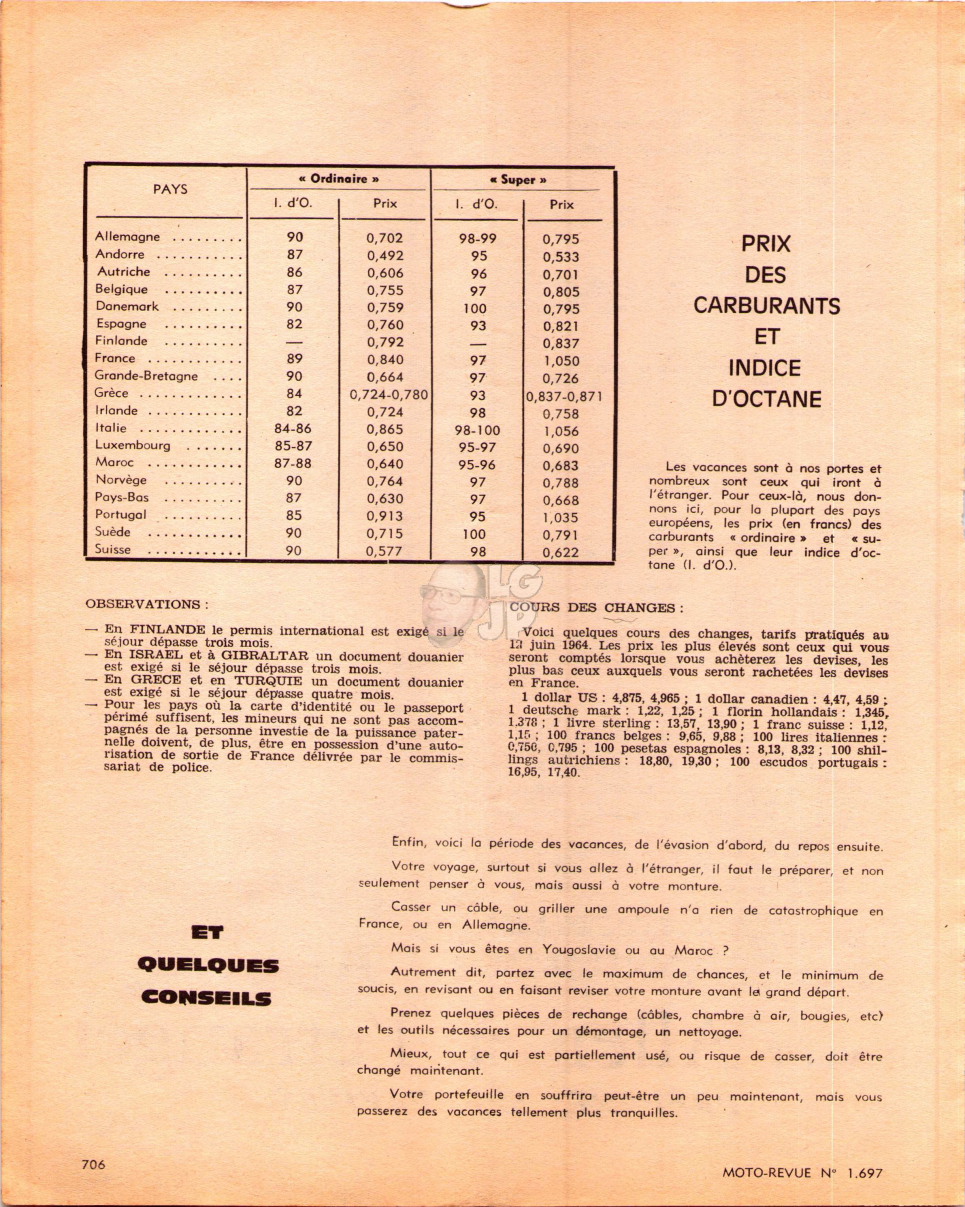 PAYS
« Ordinaire » « Super »
I. d'O. Prix I. d'O. Prix
Allemagne ......... 90 0,702 98-99 0,795
Andorre ........... 87 0,492 95 0,533
Autriche .......... 86 0,606 96 0,701
Belgique .......... 87 0,755 97 0,805
Danemark ......... 90 0,759 100 0,795
Espagne .......... 82 0,760 93 0,821
Finlande .......... — 0,792 — 0,837
France ............ 89 0,840 97 1,050
Grande-Bretagne .... 90 0,664 97 0,726
Grèce ............. 84 0,724-0,780 93 0,837-0,871
Irlande ............ 82 0,724 98 0,758
Italie ............. 84-86 0,865 98-100 1,056
Luxembourg ....... 85-87 0,650 95-97 0,690
Maroc ............ 87-88 0,640 95-96 0,683
Norvège .......... 90 0,764 97 0,788
Pays-Bas .......... 87 0,630 97 0,668
Portugal .......... 85 0,913 95 1,035
Suède ............ 90 0,715 100 0,791
Suisse ............ 90 0,577 98 0,622
PRIX
DES
CARBURANTS
ET
INDICE
D'OCTANE
Les vacances sont à nos portes et
nombreux sont ceux qui iront à
l'étranger. Pour ceux-là, nous don-
nons ici, pour la plupart des pays
européens, les prix (en francs) des
carburants « ordinaire » et « su-
per », ainsi que leur indice d'oc-
tane (I. d'O.).
LG
JP
OBSERVATIONS :
— En FINLANDE le permis international est exigé si le
séjour dépasse trois mois.
— En ISRAEL et à GIBRALTAR un document douanier
est exigé si le séjour dépasse trois mois.
— En GRECE et en TURQUIE un document douanier
est exigé si le séjour dépasse quatre mois.
— Pour les pays où la carte d'identité ou le passeport
périmé suffisent, les mineurs qui ne sont pas accom-
pagnés de la personne investie de la puissance pater-
nelle doivent, de plus, être en possession d'une auto-
risation de sortie de France délivrée par le commis-
sariat de police.
COURS DES CHANGES :
Voici quelques cours des changes, tarifs pratiqués au
12 juin 1964. Les prix les plus élevés sont ceux qui vous
seront comptés lorsque vous achèterez les devises, les
plus bas ceux auxquels vous seront rachetées les devises
en France.
1 dollar US : 4,875, 4,965 ; 1 dollar canadien : 4,47, 4,59 ;
1 deutsche mark : 1,22, 1,25 ; 1 florin hollandais : 1,345,
1,378 ; 1 livre sterling : 13,57, 13,90 ; 1 franc suisse : 1,12,
1,15 ; 100 francs belges : 9,65, 9,88 ; 100 lires italiennes :
0,756, 0,795 ; 100 pesetas espagnoles : 8,13, 8,32 ; 100 shil-
lings autrichiens : 18,80, 19,30 ; 100 escudos portugais :
16,95, 17,40.
ET
QUELQUES
CONSEILS
Enfin, voici la période des vacances, de l'évasion d'abord, du repos ensuite.
Votre voyage, surtout si vous allez à l'étranger, il faut le préparer, et non
seulement penser à vous, mais aussi à votre monture.
Casser un câble, ou griller une ampoule n'a rien de catastrophique en
France, ou en Allemagne.
Mais si vous êtes en Yougoslavie ou au Maroc ?
Autrement dit, partez avec le maximum de chances, et le minimum de
soucis, en revisant ou en faisant reviser votre monture avant le grand départ.
Prenez quelques pièces de rechange (câbles, chambre à air, bougies, etc)
et les outils nécessaires pour un démontage, un nettoyage.
Mieux, tout ce qui est partiellement usé, ou risque de casser, doit être
changé maintenant.
Votre portefeuille en souffrira peut-être un peu maintenant, mais vous
passerez des vacances tellement plus tranquilles.
706
MOTO-REVUE N° 1.697